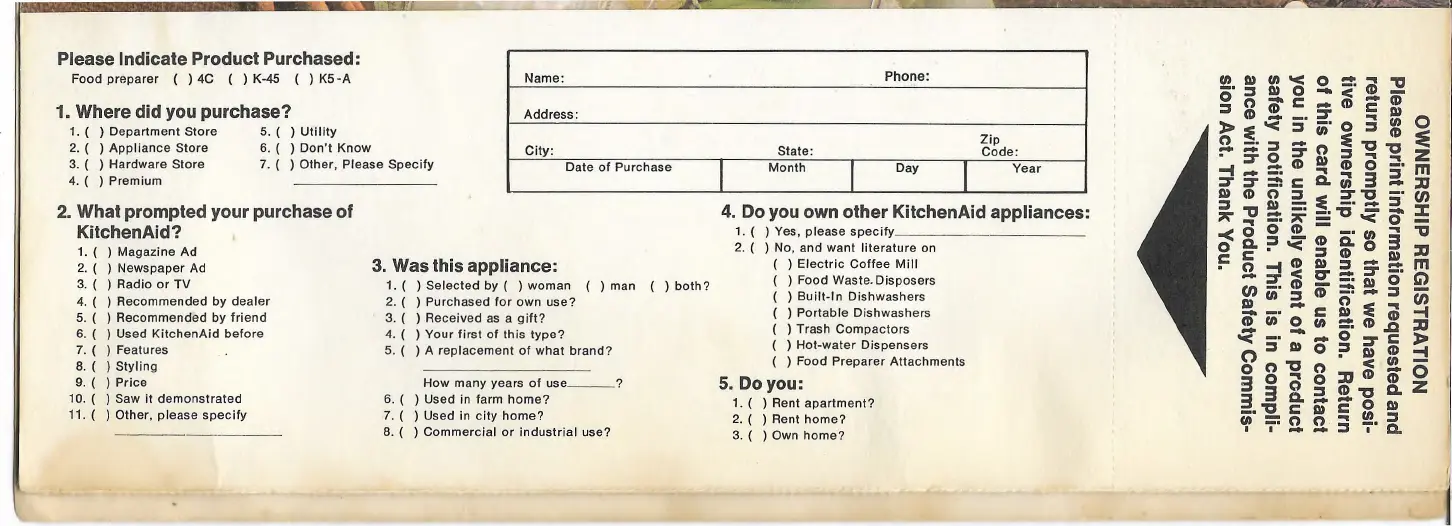 Please Indicate Product Purchased:
Food preparer ( ) 4C ( ) K-45 ( ) K5-A
1. Where did you purchase?
1. ( ) Department Store
2. ( ) Appliance Store
3. ( ) Hardware Store
4. ( ) Premium
5. ( ) Utility
6. ( ) Don't Know
7. ( ) Other, Please Specify
2. What prompted your purchase of
KitchenAid?
1. ( ) Magazine Ad
2. ( ) Newspaper Ad
3. ( ) Radio or TV
4. ( ) Recommended by dealer
5. ( ) Recommended by friend
6. ( ) Used KitchenAid before
7. ( ) Features
8. ( ) Styling
9. ( ) Price
10. ( ) Saw it demonstrated
11. ( ) Other, please specify
Name: Phone:
Address:
City: State: Zip
Code:
Date of Purchase Month Day Year
3. Was this appliance:
1. ( ) Selected by ( ) woman ( ) man ( ) both?
2. ( ) Purchased for own use?
3. ( ) Received as a gift?
4. ( ) Your first of this type?
5. ( ) A replacement of what brand?
How many years of use______?
6. ( ) Used in farm home?
7. ( ) Used in city home?
8. ( ) Commercial or industrial use?
4. Do you own other KitchenAid appliances:
1. ( ) Yes, please specify
2. ( ) No, and want literature on
( ) Electric Coffee Mill
( ) Food Waste Disposers
( ) Built-In Dishwashers
( ) Portable Dishwashers
( ) Trash Compactors
( ) Hot-water Dispensers
( ) Food Preparer Attachments
5. Do you:
1. ( ) Rent apartment?
2. ( ) Rent home?
3. ( ) Own home?
OWNERSHIP REGISTRATION
Please print information requested and
return promptly so that we have posi-
tive ownership identification. Return
of this card will enable us to contact
you in the unlikely event of a product
safety notification. This is in compli-
ance with the Product Safety Commis-
sion Act. Thank You.